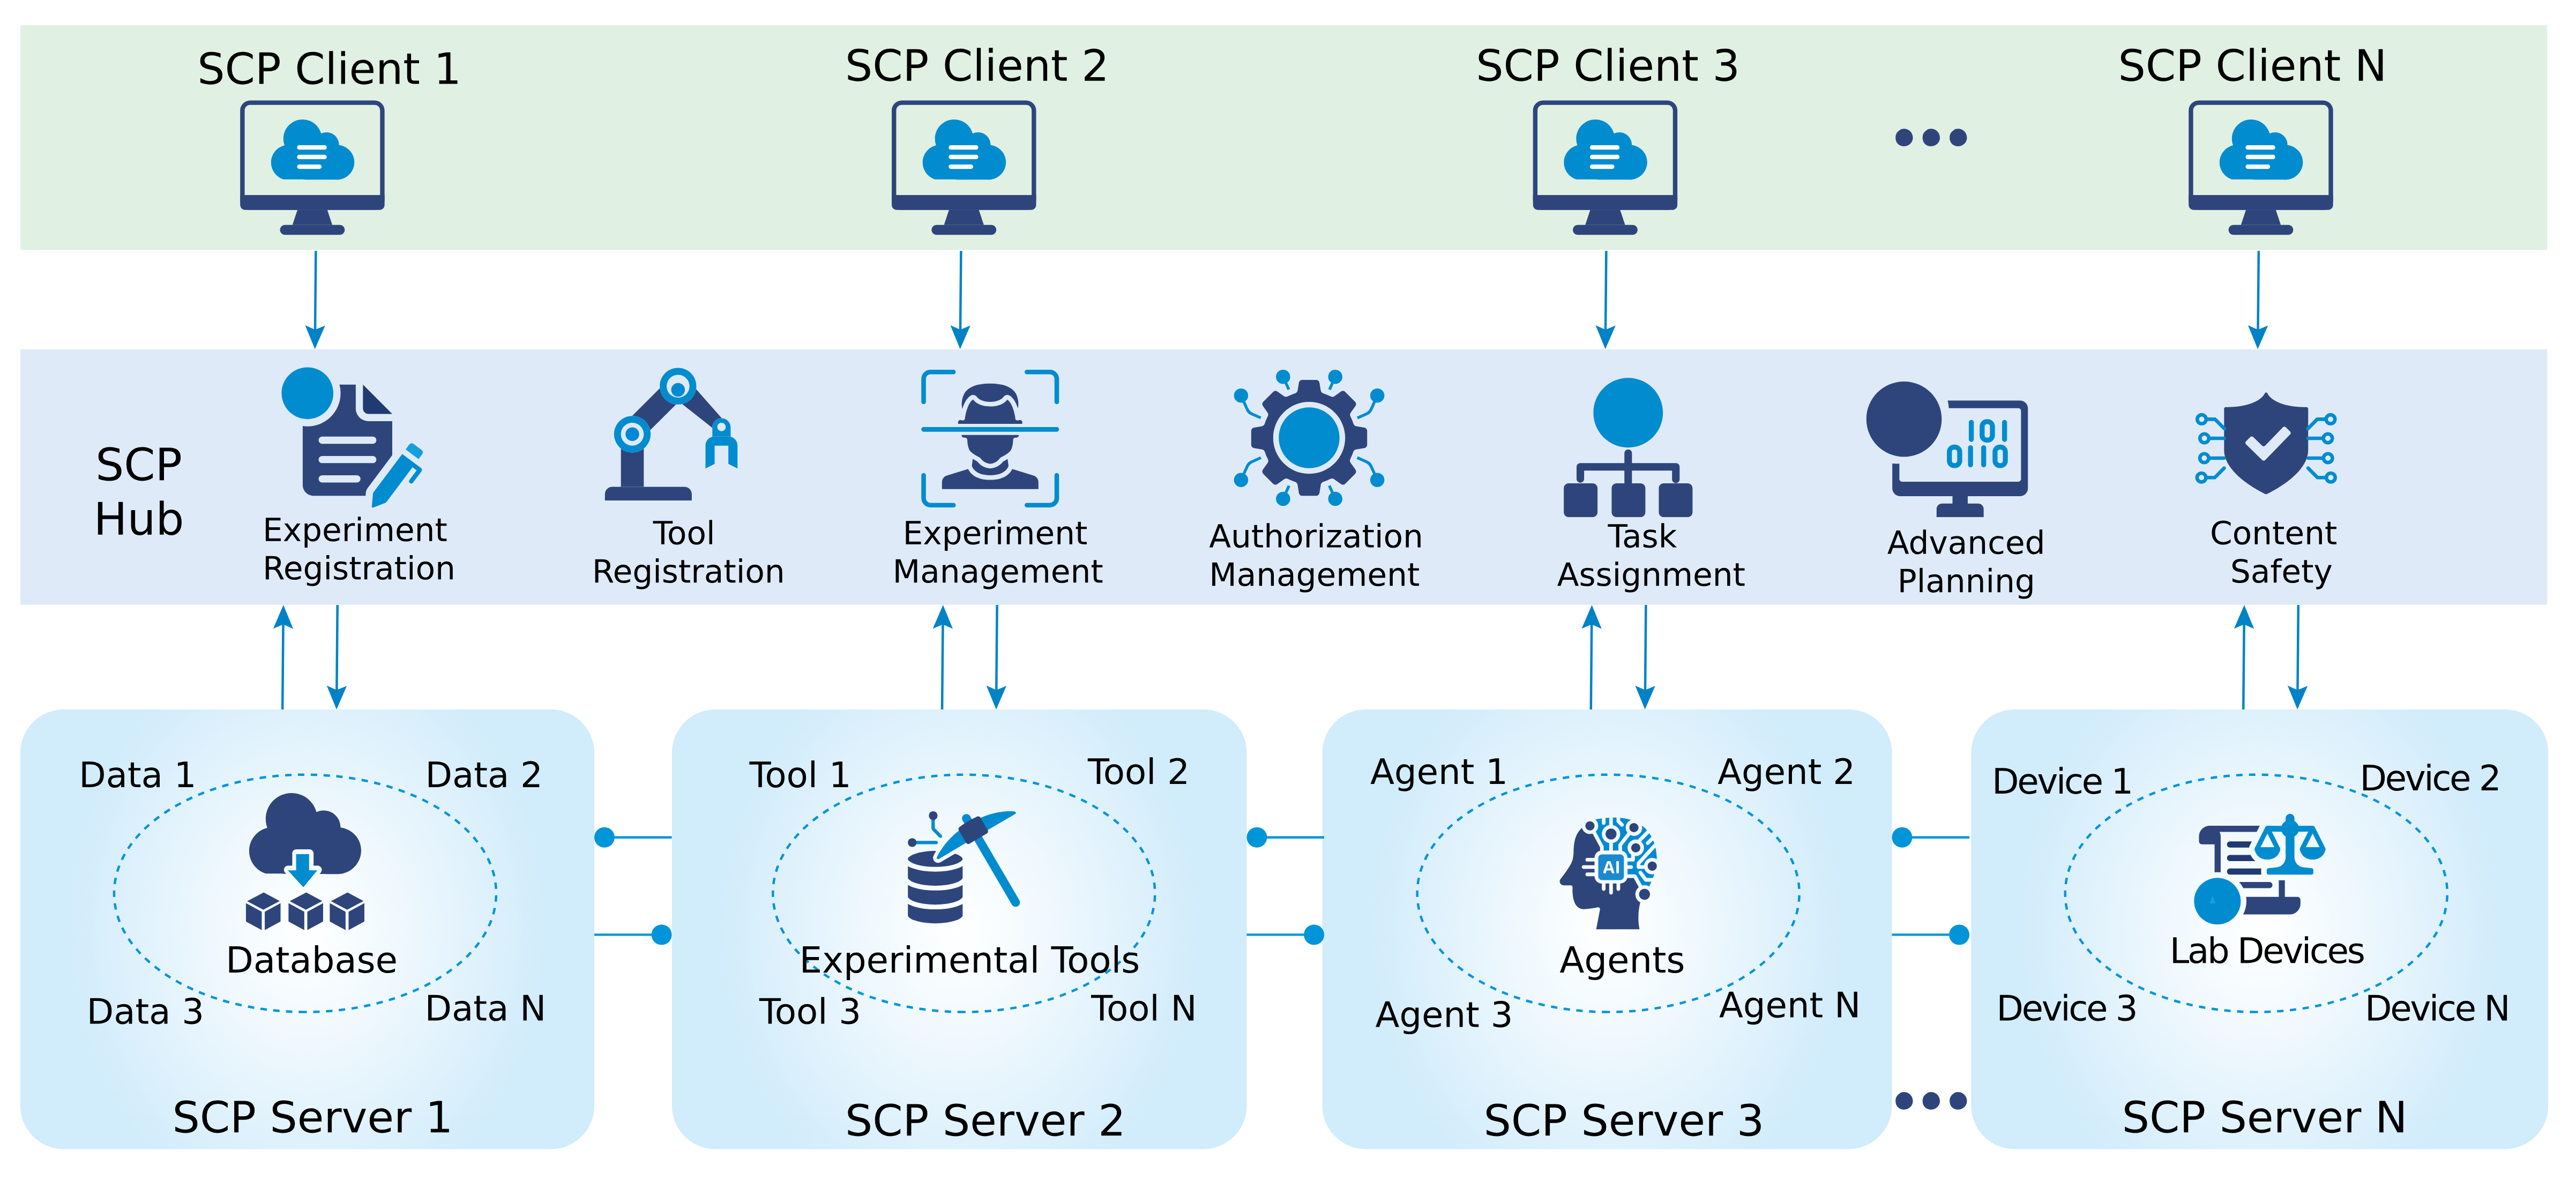 SCP Client 1
SCP Client 2
SCP Client 3
SCP Client N
SCP
Hub
Experiment
Registration
Tool
Registration
Experiment
Management
Authorization
Management
Task
Assignment
101
0110
Advanced
Planning
Content
Safety
Data 1
Data 2
Database
Data 3
Data N
SCP Server 1
Tool 1
Tool 2
Experimental Tools
Tool 3
Tool N
SCP Server 2
Agent 1
Agent 2
AI
Agents
Agent 3
Agent N
SCP Server 3
Device 1
Device 2
Lab Devices
Device 3
Device N
SCP Server N